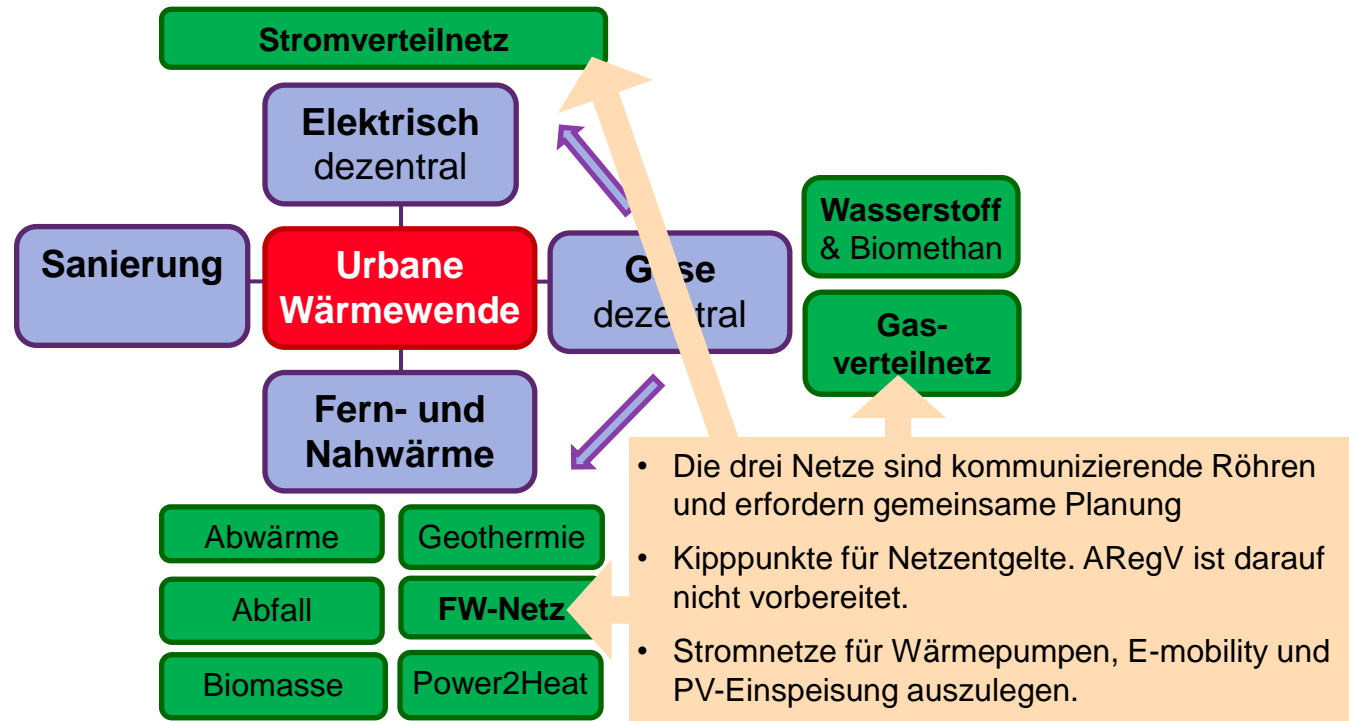 Stromverteilnetz
Elektrisch
dezentral
Sanierung
Urbane
Wärmewende
Gase
dezentral
Wasserstoff
& Biomethan
Gas-
verteilnetz
Fern- und
Nahwärme
Abwärme
Geothermie
Abfall
FW-Netz
Biomasse
Power2Heat
• Die drei Netze sind kommunizierende Röhren
und erfordern gemeinsame Planung
• Kipppunkte für Netzentgelte. ARegV ist darauf
nicht vorbereitet.
• Stromnetze für Wärmepumpen, E-mobility und
PV-Einspeisung auszulegen.